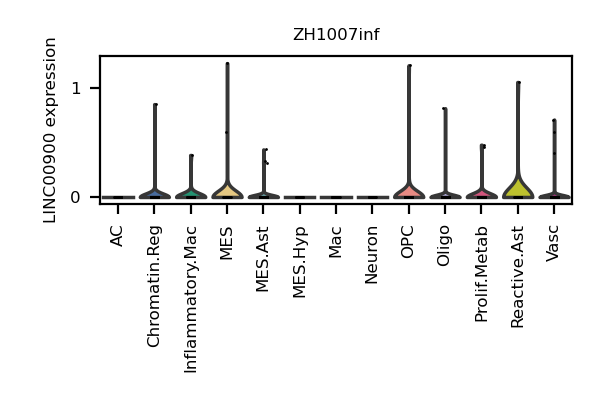 ZH1007inf
LINC00900 expression
1
0
AC
Chromatin.Reg
Inflammatory.Mac
MES
MES.Ast
MES.Hyp
Mac
Neuron
OPC
Oligo
Prolif.Metab
Reactive.Ast
Vasc